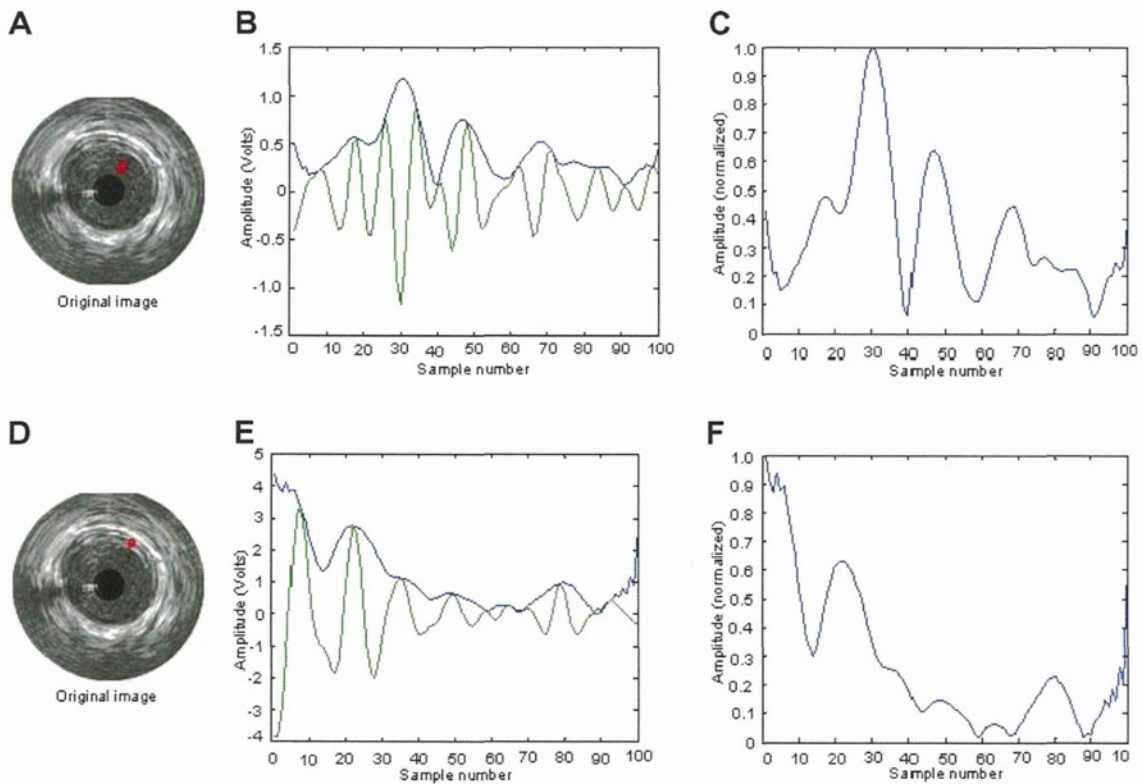 A
B
C
1.5
1.0
0.5
0
-0.5
-1.0
-1.5
Amplitude (Volts)
0 10 20 30 40 50 60 70 80 90 100
Sample number
1.0
0.9
0.8
0.7
0.6
0.5
0.4
0.3
0.2
0.1
0
Amplitude (normalized)
0 10 20 30 40 50 60 70 80 90 100
Sample number
Original image
D
E
F
5
4
3
2
1
0
-1
-2
-3
-4
Amplitude (Volts)
0 10 20 30 40 50 60 70 80 90 100
Sample number
1.0
0.9
0.8
0.7
0.6
0.5
0.4
0.3
0.2
0.1
0
Amplitude (normalized)
0 10 20 30 40 50 60 70 80 90 100
Sample number
Original image